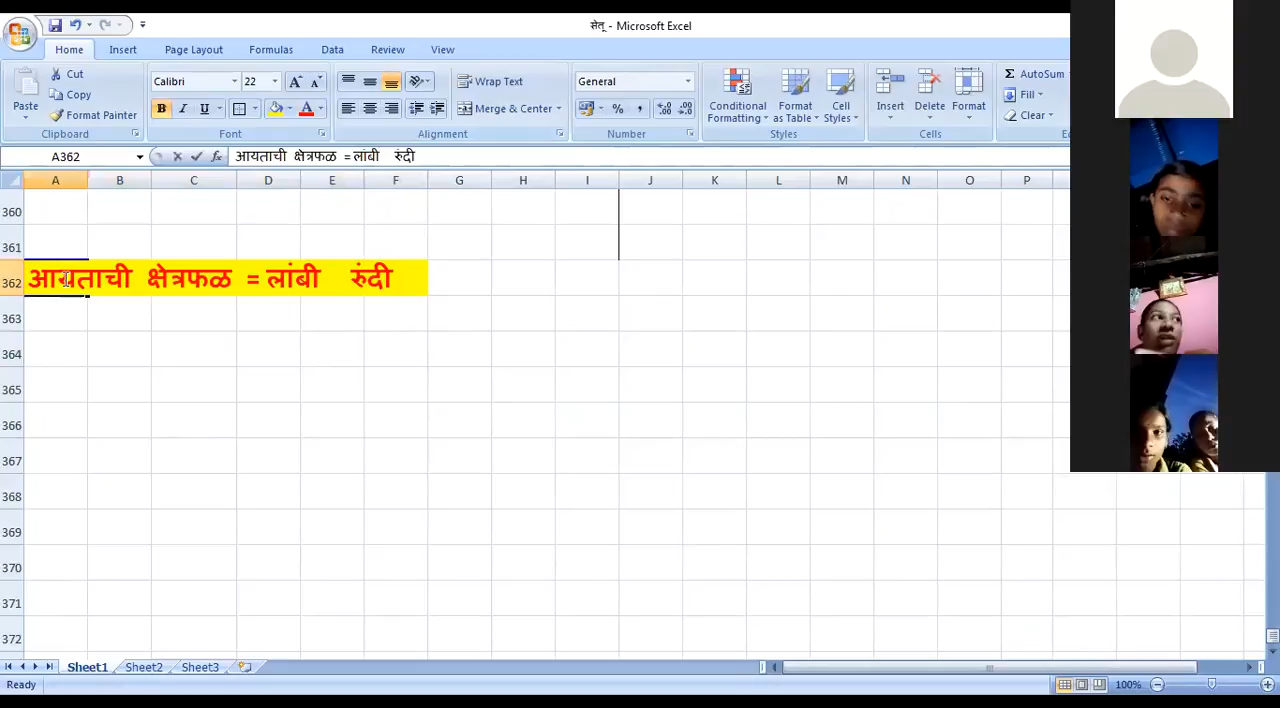 सेतू - Microsoft Excel
Home Insert Page Layout Formulas Data Review View
Paste
Cut
Copy
Format Painter
Clipboard
Calibri 22
B I U
Font
Wrap Text
Merge & Center
Alignment
General
Number
Conditional Formatting
Format as Table
Cell Styles
Styles
Insert Delete Format
Cells
AutoSum
Fill
Clear
A362 आयताची क्षेत्रफळ = लांबी रुंदी
A B C D E F G H I J K L M N O P
360
361
362 आयताची क्षेत्रफळ = लांबी रुंदी
363
364
365
366
367
368
369
370
371
372
Sheet1 Sheet2 Sheet3
Ready 100%